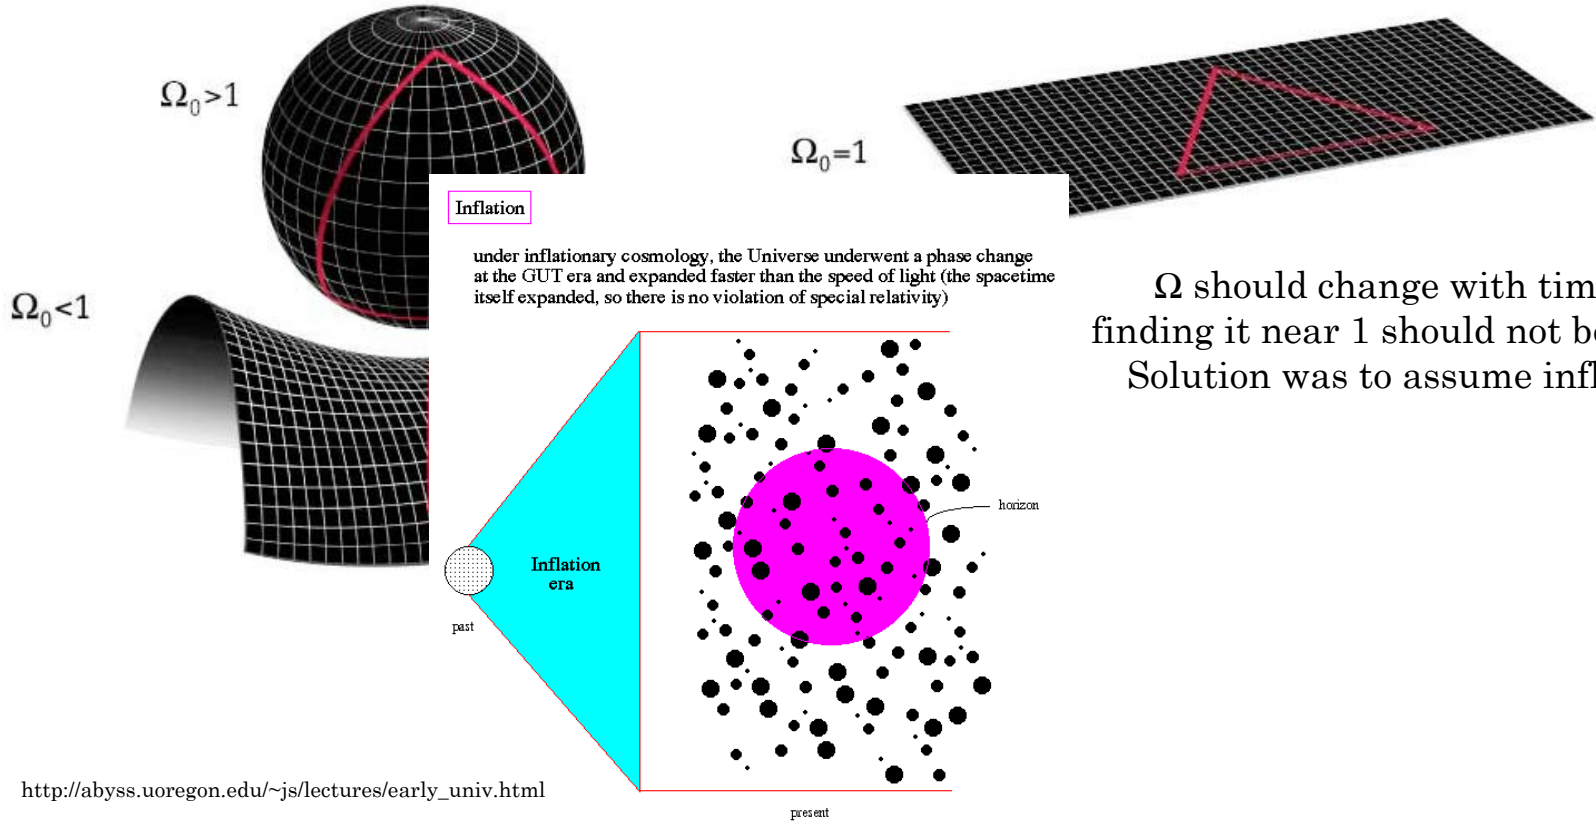 Ω₀>1
Ω₀=1
Ω₀<1
Inflation
under inflationary cosmology, the Universe underwent a phase change
at the GUT era and expanded faster than the speed of light (the spacetime
itself expanded, so there is no violation of special relativity)
Ω should change with tim
finding it near 1 should not b
Solution was to assume inf
horizon
Inflation
era
past
present
http://abyss.uoregon.edu/~js/lectures/early_univ.html